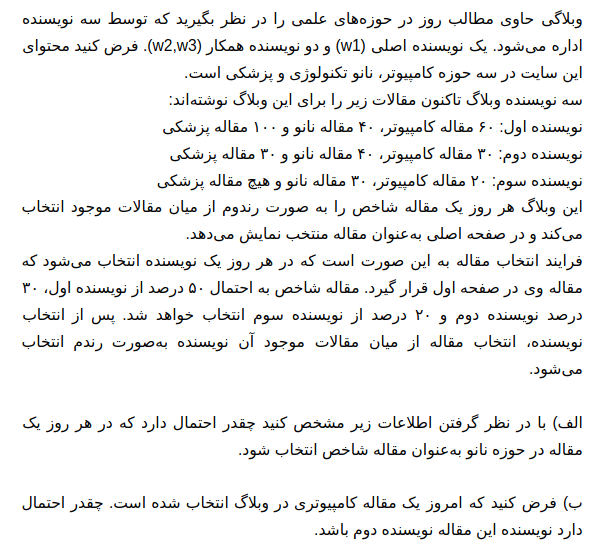 وبلاگی حاوی مطالب روز در حوزه‌های علمی را در نظر بگیرید که توسط سه نویسنده
اداره می‌شود. یک نویسنده اصلی (w1) و دو نویسنده همکار (w2,w3). فرض کنید محتوای
این سایت در سه حوزه کامپیوتر، نانو تکنولوژی و پزشکی است.
سه نویسنده وبلاگ تاکنون مقالات زیر را برای این وبلاگ نوشته‌اند:
نویسنده اول: ۶۰ مقاله کامپیوتر، ۴۰ مقاله نانو و ۱۰۰ مقاله پزشکی
نویسنده دوم: ۳۰ مقاله کامپیوتر، ۴۰ مقاله نانو و ۳۰ مقاله پزشکی
نویسنده سوم: ۲۰ مقاله کامپیوتر، ۳۰ مقاله نانو و هیچ مقاله پزشکی
این وبلاگ هر روز یک مقاله شاخص را به صورت رندوم از میان مقالات موجود انتخاب
می‌کند و در صفحه اصلی به‌عنوان مقاله منتخب نمایش می‌دهد.
فرایند انتخاب مقاله به این صورت است که در هر روز یک نویسنده انتخاب می‌شود که
مقاله وی در صفحه اول قرار گیرد. مقاله شاخص به احتمال ۵۰ درصد از نویسنده اول، ۳۰
درصد نویسنده دوم و ۲۰ درصد از نویسنده سوم انتخاب خواهد شد. پس از انتخاب
نویسنده، انتخاب مقاله از میان مقالات موجود آن نویسنده به‌صورت رندم انتخاب
می‌شود.
الف) با در نظر گرفتن اطلاعات زیر مشخص کنید چقدر احتمال دارد که در هر روز یک
مقاله در حوزه نانو به‌عنوان مقاله شاخص انتخاب شود.
ب) فرض کنید که امروز یک مقاله کامپیوتری در وبلاگ انتخاب شده است. چقدر احتمال
دارد نویسنده این مقاله نویسنده دوم باشد.